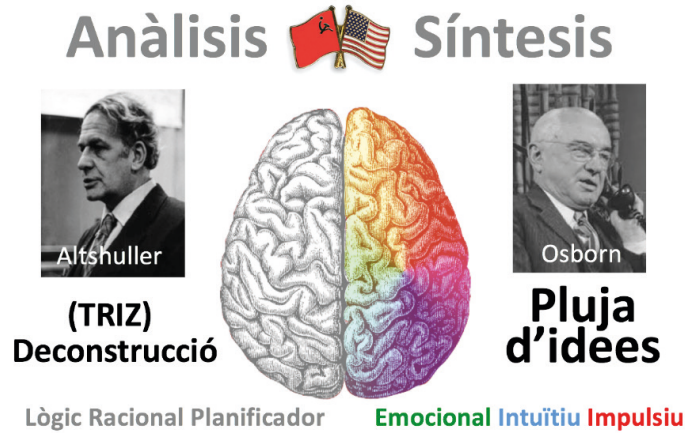 Anàlisis Síntesis
Altshuller
Osborn
(TRIZ)
Deconstrucció
Pluja
d'idees
Lògic Racional Planificador
Emocional Intuïtiu Impulsiu